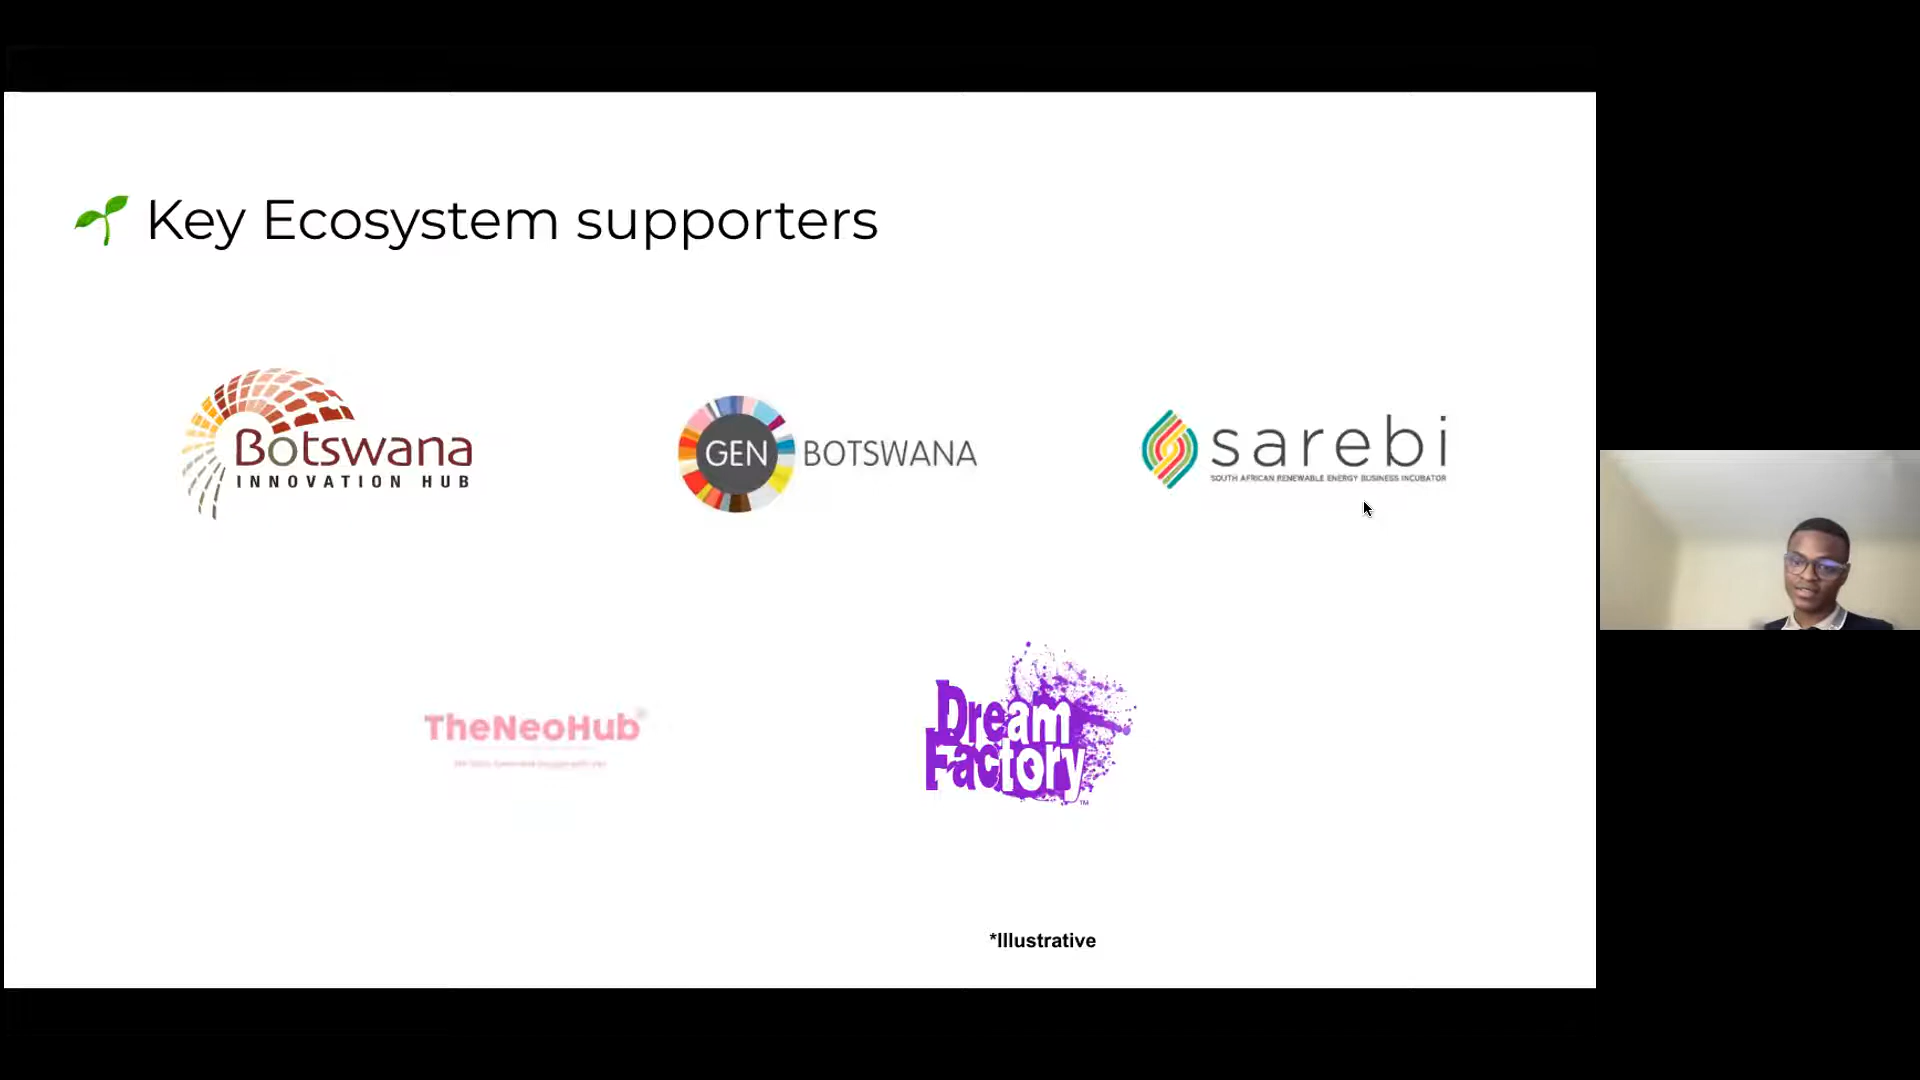 Key Ecosystem supporters
Botswana
INNOVATION HUB
GEN BOTSWANA
sarebi
SOUTH AFRICAN RENEWABLE ENERGY BUSINESS INCUBATOR
TheNeoHub
Dream
Factory
™
*Illustrative